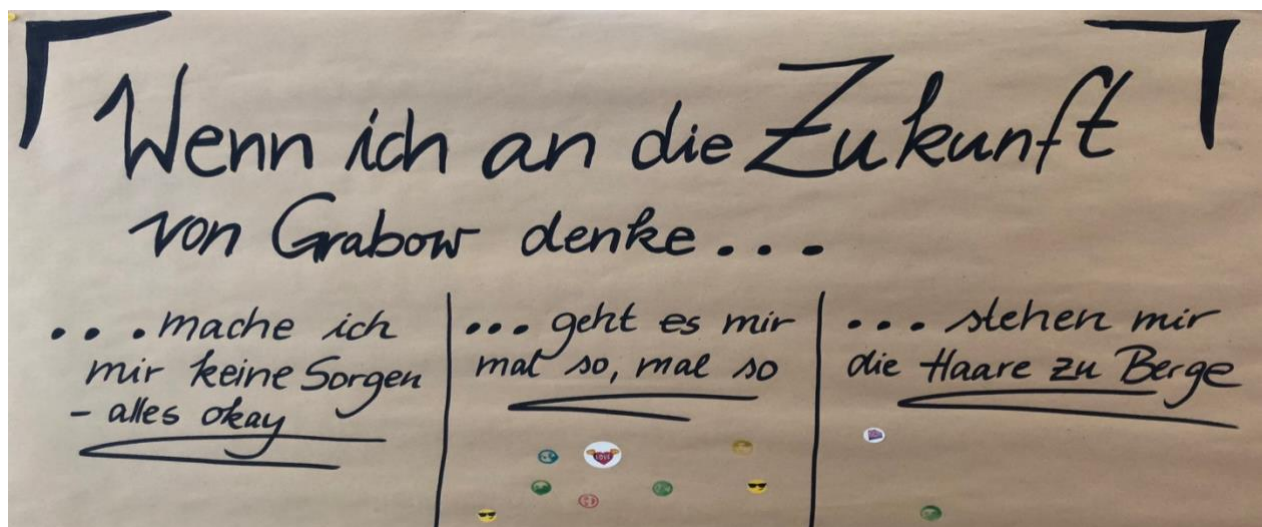 Wenn ich an die Zukunft
von Grabow denke...
...mache ich
mir keine Sorgen
- alles okay
...geht es mir
mal so, mal so
LOVE
...stehen mir
die Haare zu Berge